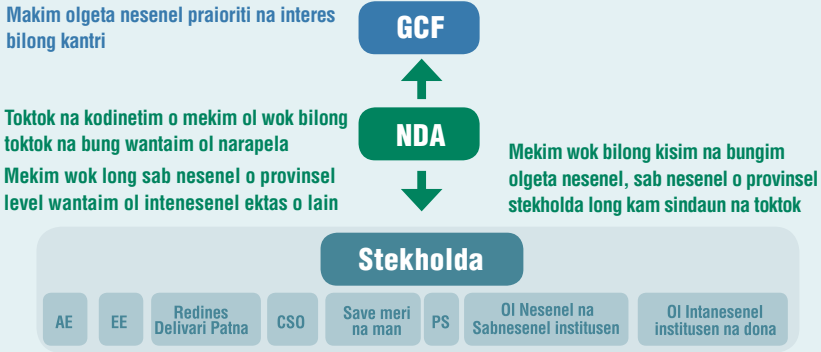 Makim olgeta nesenel praioriti na interes
bilong kantri
GCF
Toktok na kodinetim o mekim ol wok bilong
toktok na bung wantaim ol narapela
Mekim wok long sab nesenel o provinsel
level wantaim ol intenesenel ektas o lain
NDA
Mekim wok bilong kisim na bungim
olgeta nesenel, sab nesenel o provinsel
stekholda long kam sindaun na toktok
Stekholda
AE
EE
Redines
Delivari Patna
CSO
Save meri
na man
PS
Ol Nesenel na
Sabnesenel institusen
Ol Intanesenel
institusen na dona